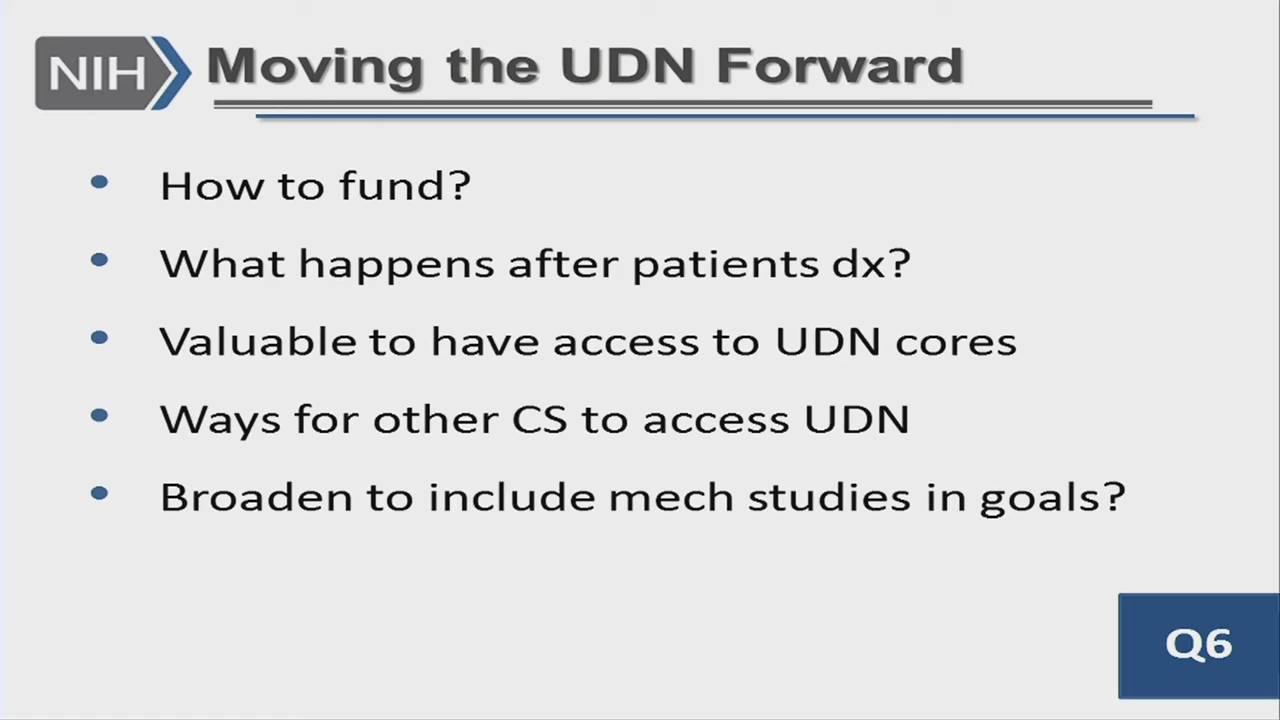 NIH
Moving the UDN Forward
• How to fund?
• What happens after patients dx?
• Valuable to have access to UDN cores
• Ways for other CS to access UDN
• Broaden to include mech studies in goals?
Q6